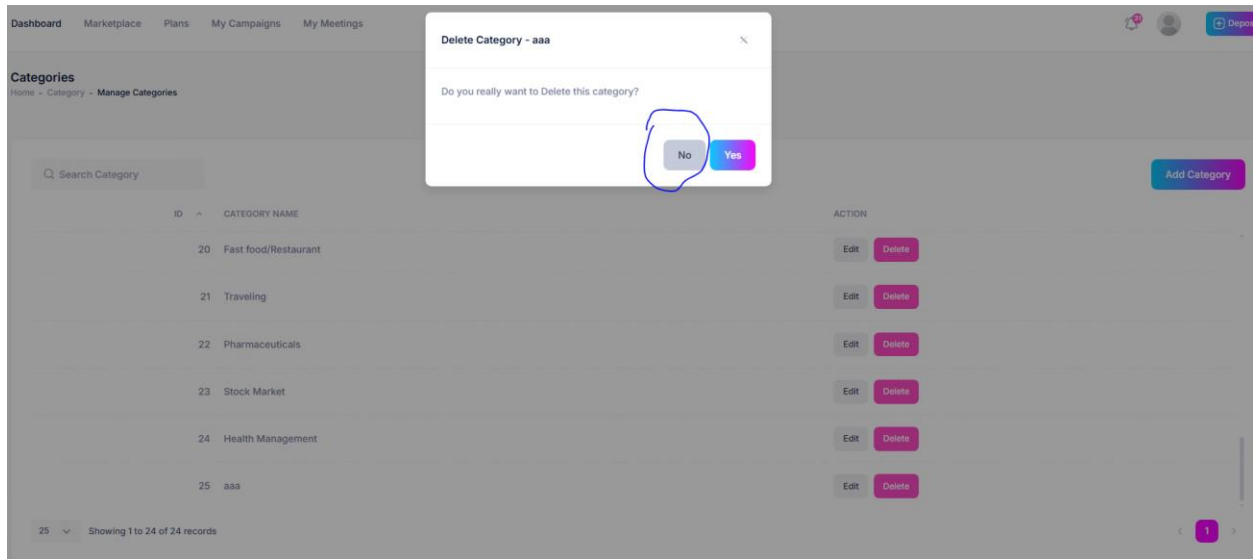 Dashboard Marketplace Plans My Campaigns My Meetings
Delete Category - aaa
Categories
Home - Category - Manage Categories
Do you really want to Delete this category?
No Yes
Search Category
Add Category
ID CATEGORY NAME ACTION
20 Fast food/Restaurant Edit Delete
21 Traveling Edit Delete
22 Pharmaceuticals Edit Delete
23 Stock Market Edit Delete
24 Health Management Edit Delete
25 aaa Edit Delete
25 Showing 1 to 24 of 24 records 1